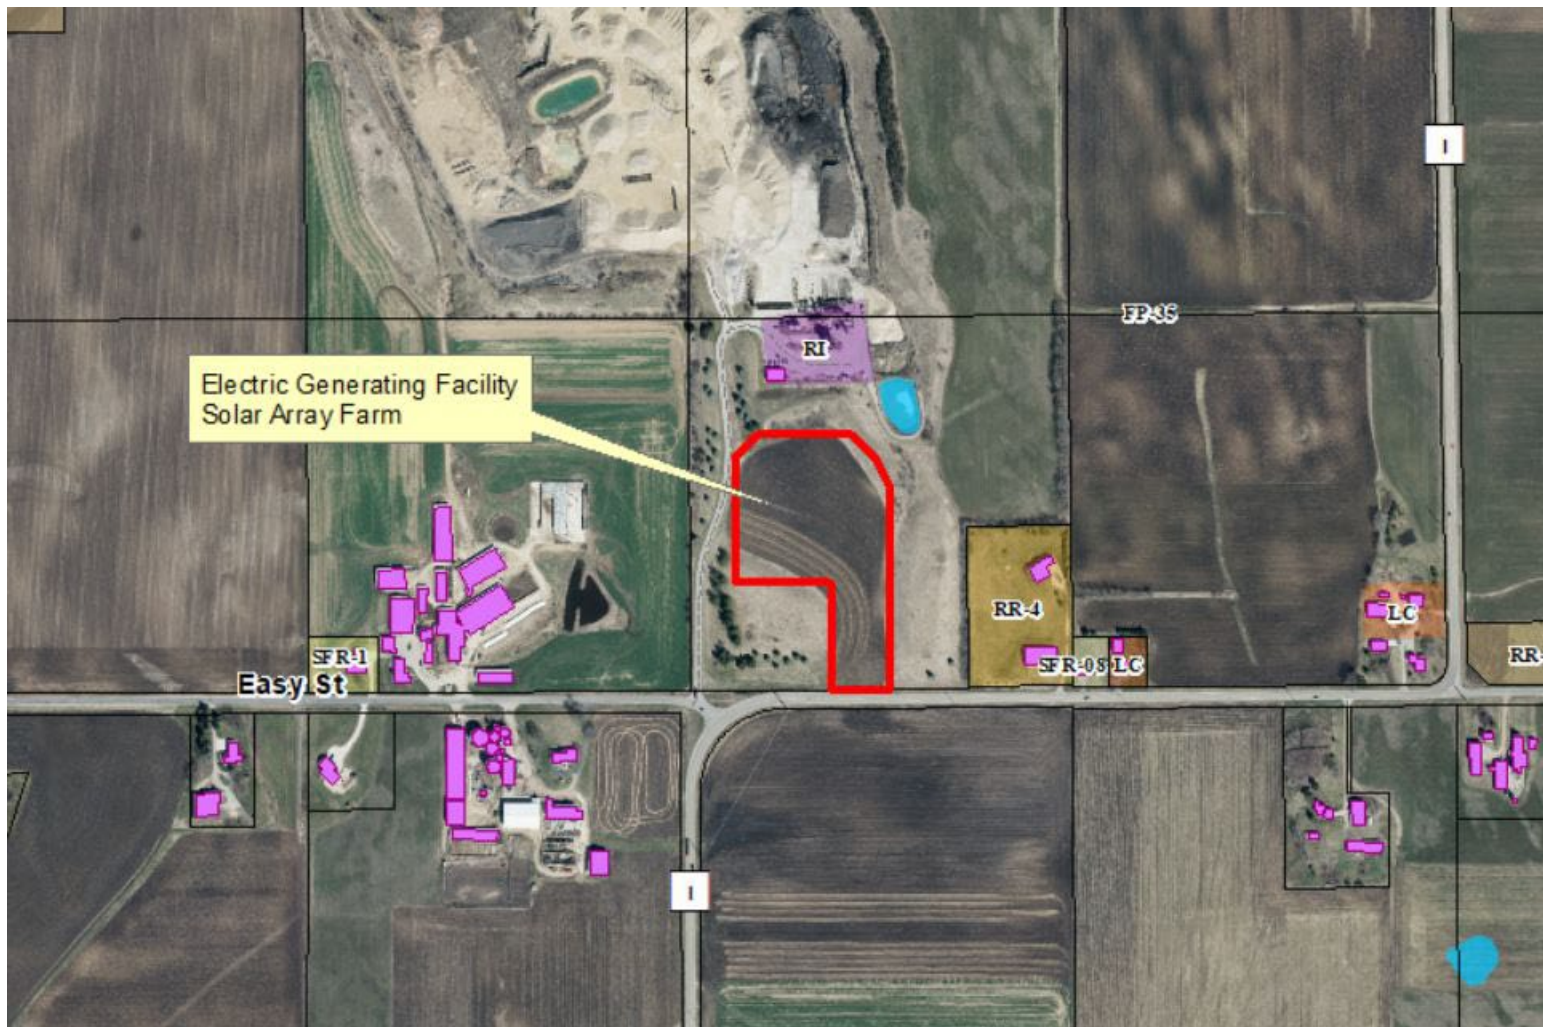 I
FP-35
RI
Electric Generating Facility
Solar Array Farm
RR-4
LC
SFR-1
SFR-08
LC
RR-
Easy St
I